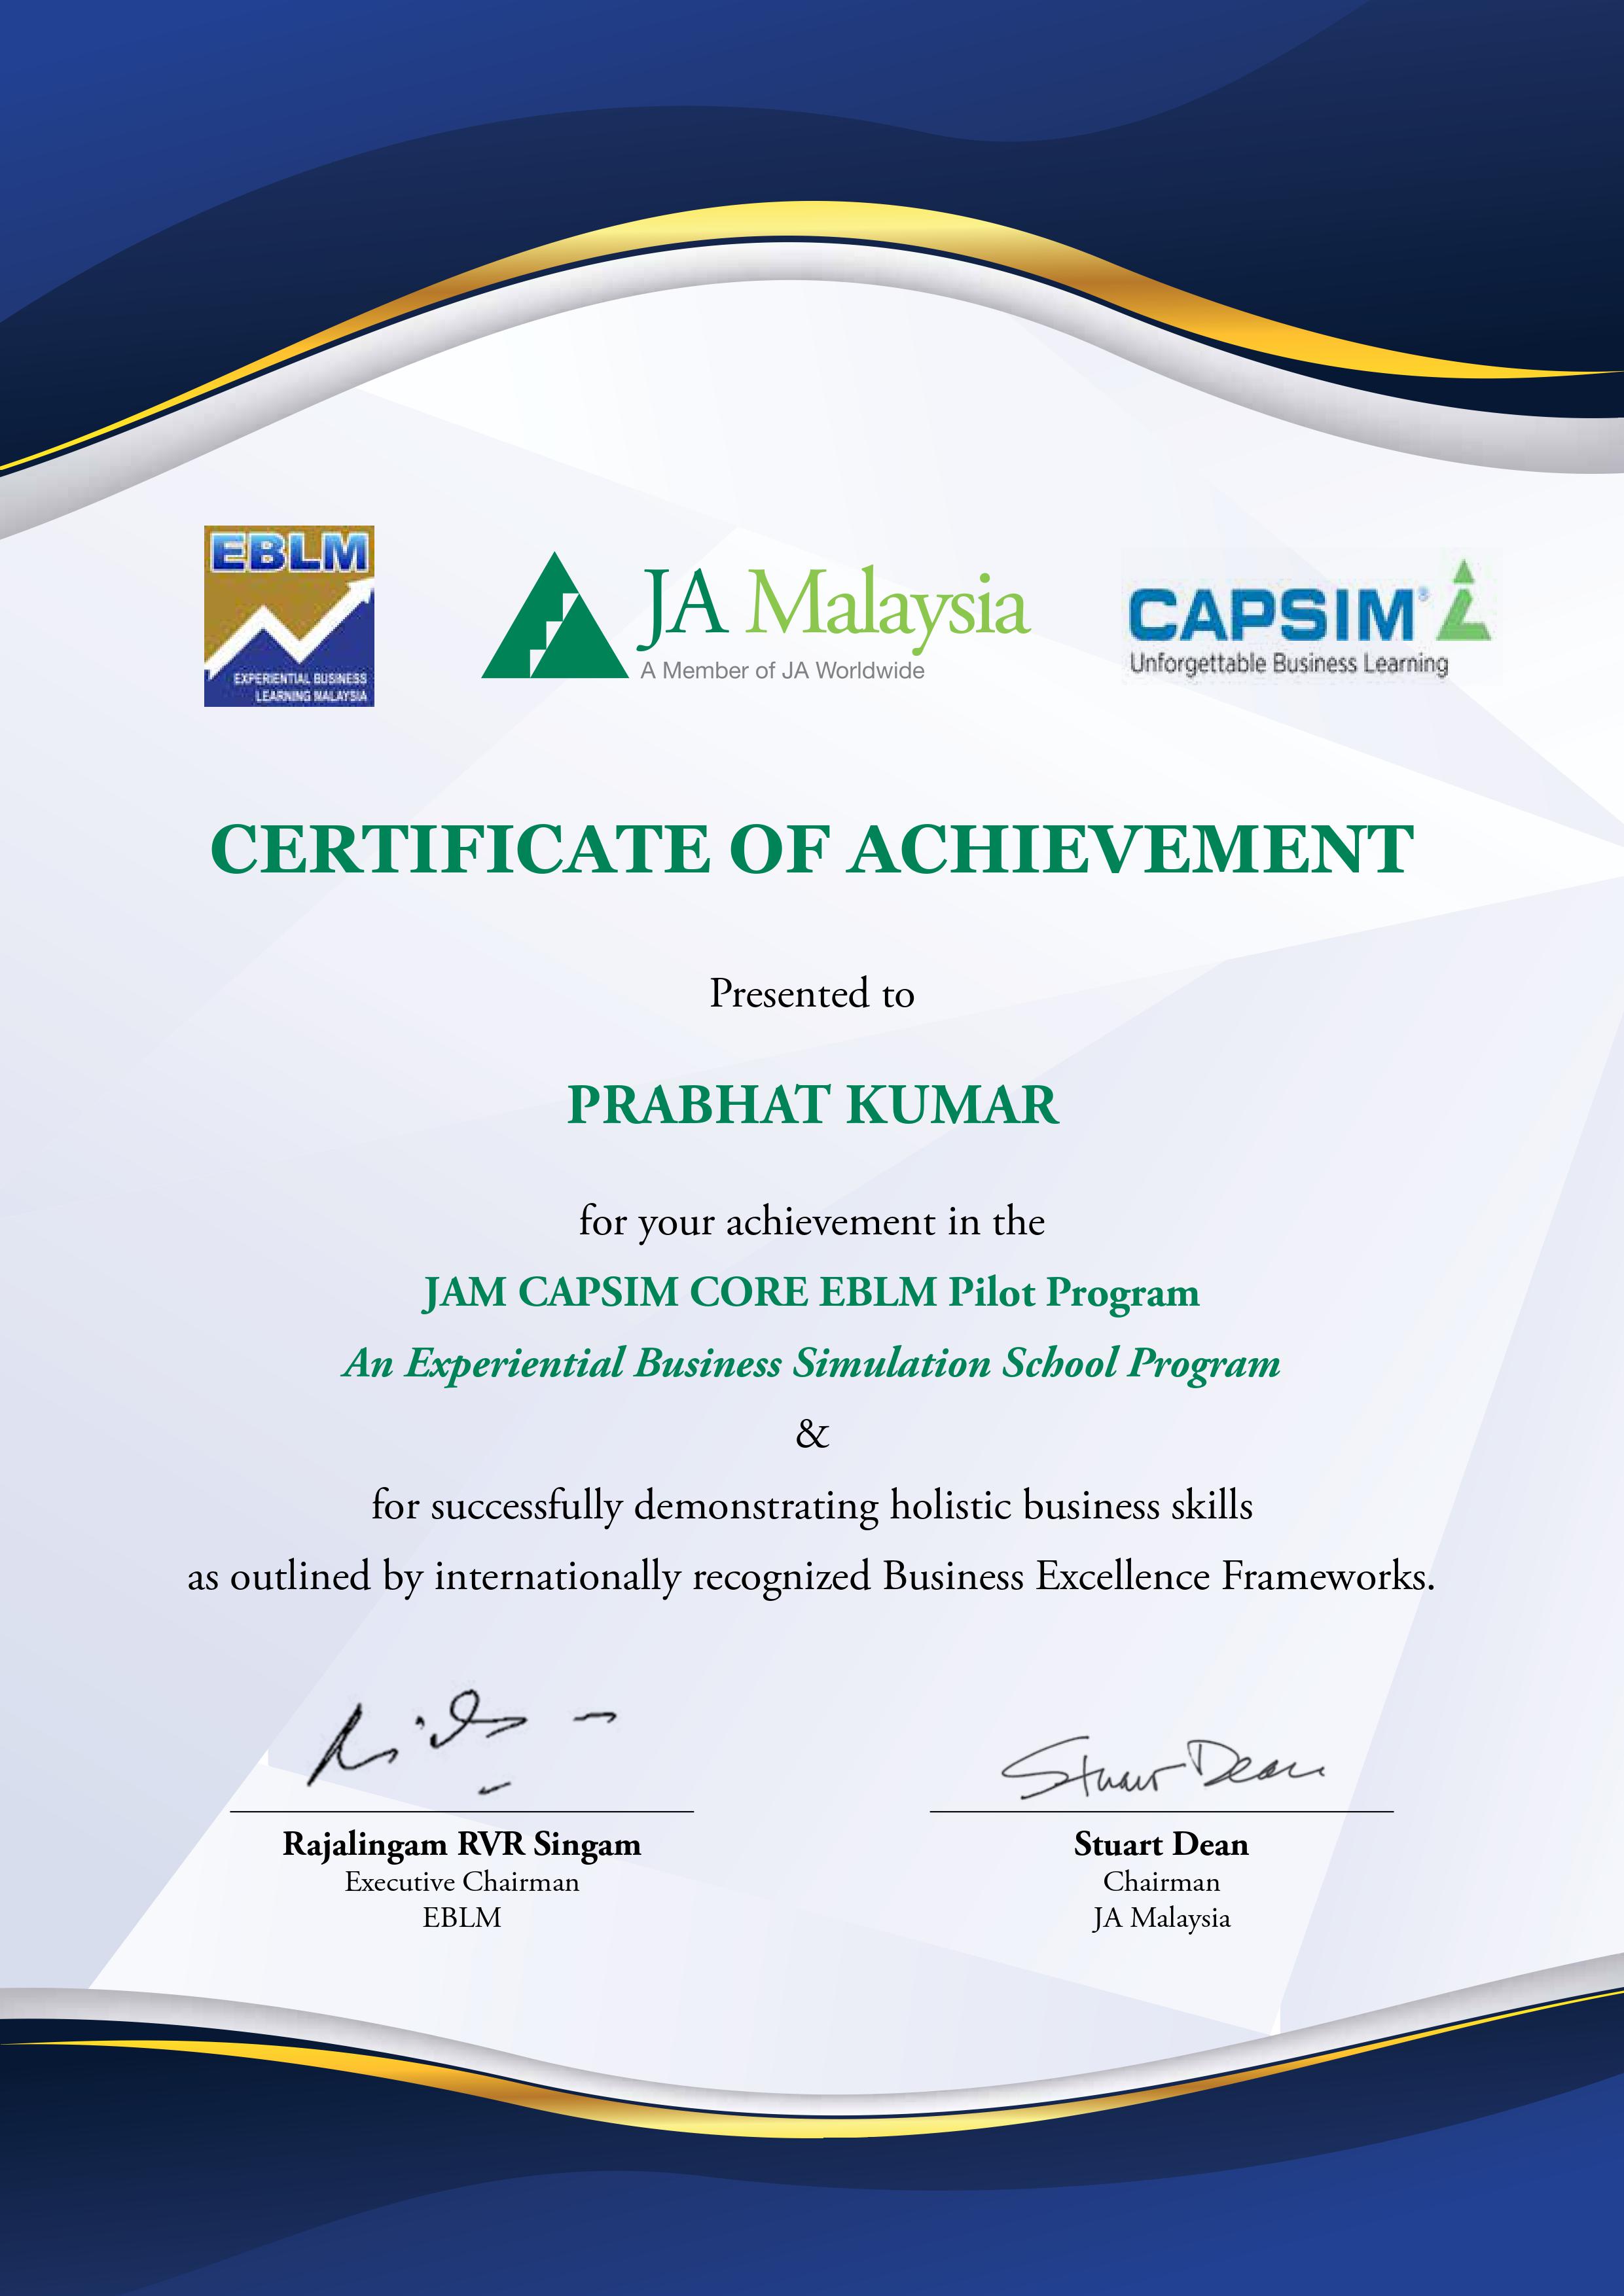 EBLM
EXPERIENTIAL BUSINESS
LEARNING MALAYSIA
JA Malaysia
A Member of JA Worldwide
CAPSIM®
Unforgettable Business Learning
CERTIFICATE OF ACHIEVEMENT
Presented to
PRABHAT KUMAR
for your achievement in the
JAM CAPSIM CORE EBLM Pilot Program
An Experiential Business Simulation School Program
&
for successfully demonstrating holistic business skills
as outlined by internationally recognized Business Excellence Frameworks.
Stuart Dean
Rajalingam RVR Singam
Executive Chairman
EBLM
Stuart Dean
Chairman
JA Malaysia